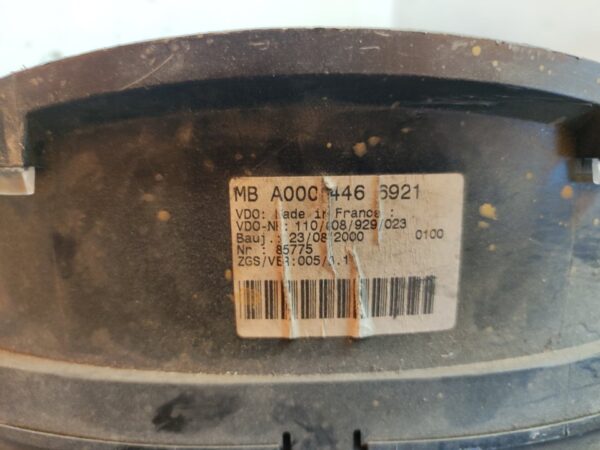 MB A000 446 6921
VDO: Made in France :
VDO-NR: 110/008/929/023
Bauj.: 23/08/2000 0100
Nr : 85775
ZGS/VER:005/ .1